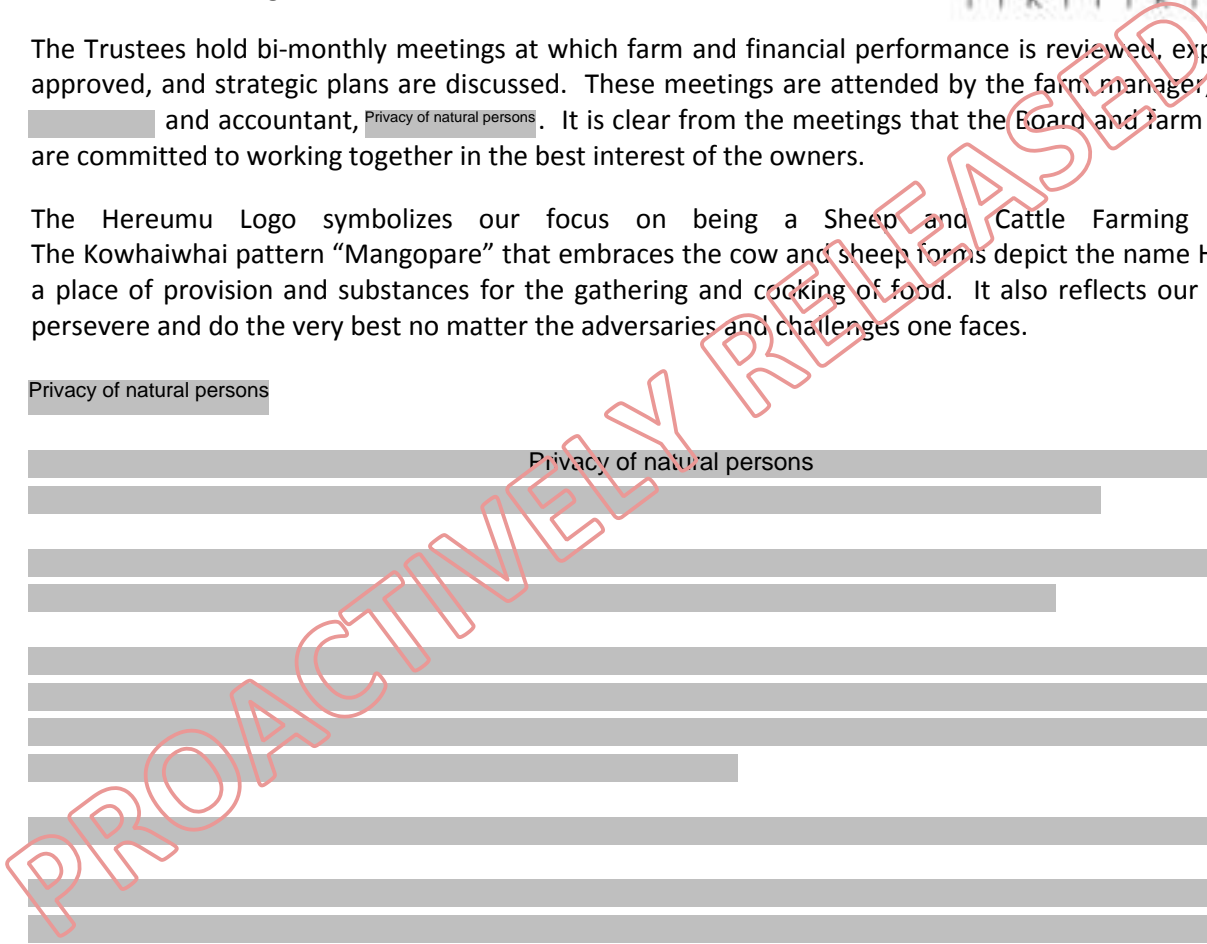 The Trustees hold bi-monthly meetings at which farm and financial performance is reviewed,
approved, and strategic plans are discussed. These meetings are attended by the farm manager,
and accountant, Privacy of natural persons. It is clear from the meetings that the Board and farm
are committed to working together in the best interest of the owners.
The Hereumu Logo symbolizes our focus on being a Sheep and Cattle Farming
The Kowhaiwhai pattern “Mangopare” that embraces the cow and sheep forms depict the name
a place of provision and substances for the gathering and cooking of food. It also reflects our
persevere and do the very best no matter the adversaries and challenges one faces.
Privacy of natural persons
Privacy of natural persons
PROACTIVELY RELEASED